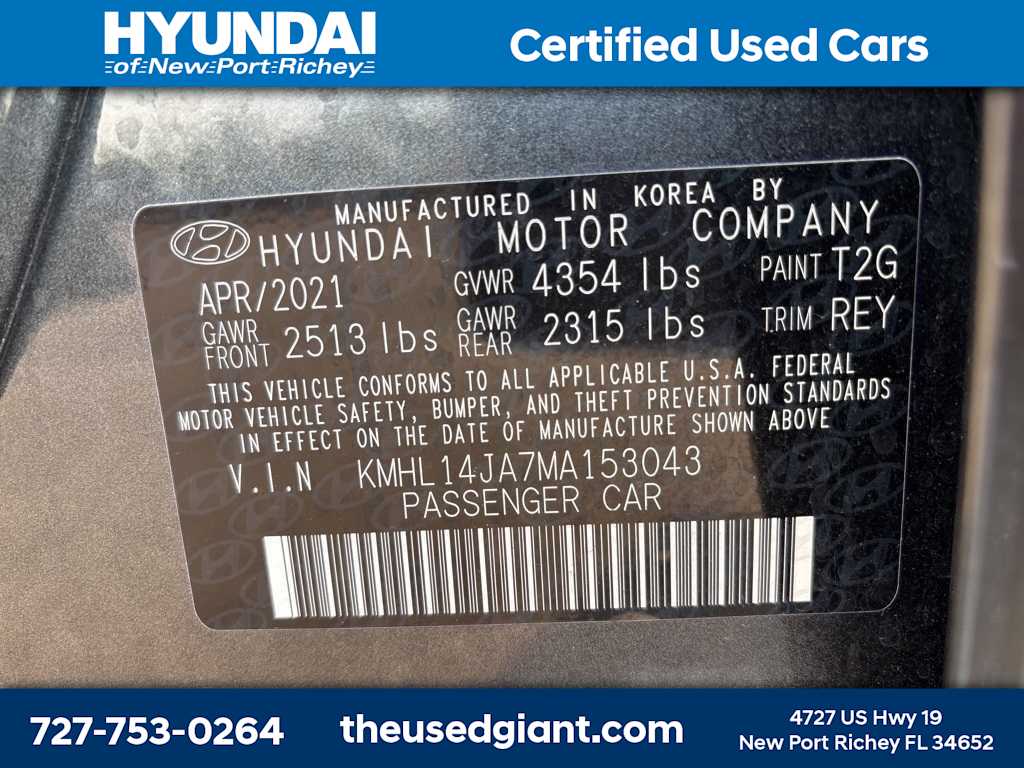 HYUNDAI
of New Port Richey
Certified Used Cars
MANUFACTURED IN KOREA BY
HYUNDAI MOTOR COMPANY
APR/2021 GVWR 4354 lbs PAINT T2G
GAWR FRONT 2513 lbs GAWR REAR 2315 lbs TRIM REY
THIS VEHICLE CONFORMS TO ALL APPLICABLE U.S.A. FEDERAL
MOTOR VEHICLE SAFETY, BUMPER, AND THEFT PREVENTION STANDARDS
IN EFFECT ON THE DATE OF MANUFACTURE SHOWN ABOVE
V.I.N KMHL14JA7MA153043
PASSENGER CAR
727-753-0264
theusedgiant.com
4727 US Hwy 19
New Port Richey FL 34652